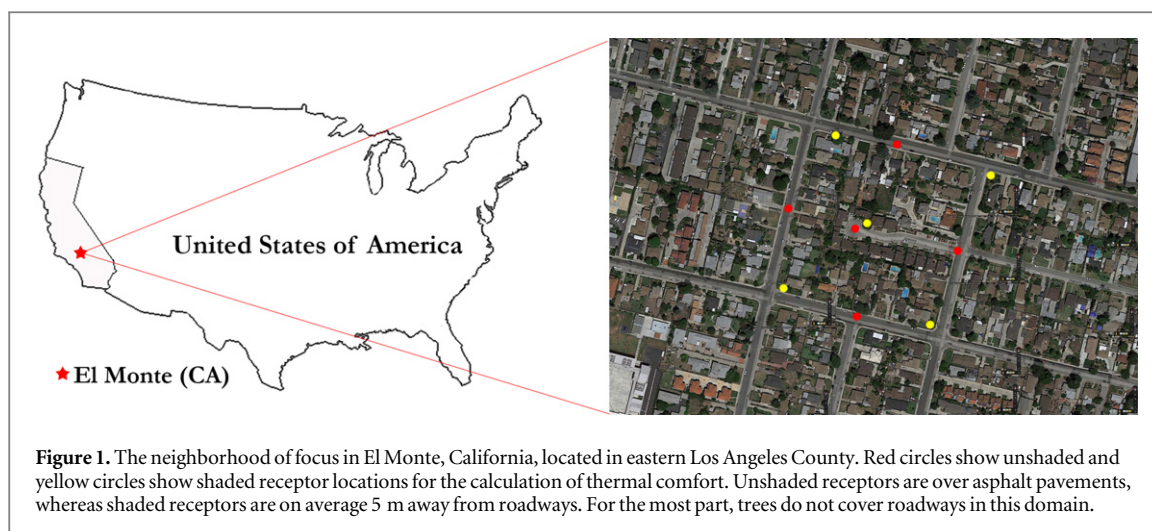 United States of America
El Monte (CA)
Figure 1. The neighborhood of focus in El Monte, California, located in eastern Los Angeles County. Red circles show unshaded and
yellow circles show shaded receptor locations for the calculation of thermal comfort. Unshaded receptors are over asphalt pavements,
whereas shaded receptors are on average 5 m away from roadways. For the most part, trees do not cover roadways in this domain.